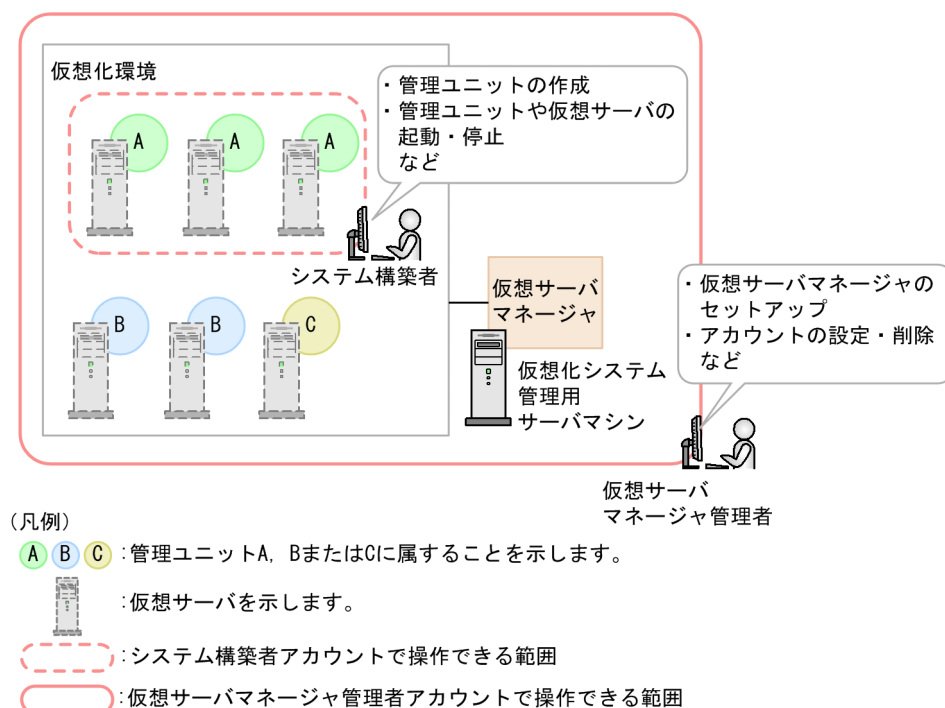 仮想化環境
・管理ユニットの作成
・管理ユニットや仮想サーバの
起動・停止
など
A
A
A
システム構築者
B
B
C
仮想サーバ
マネージャ
仮想化システム
管理用
サーバマシン
・仮想サーバマネージャの
セットアップ
・アカウントの設定・削除
など
仮想サーバ
マネージャ管理者
(凡例)
A B C :管理ユニットA, BまたはCに属することを示します。
:仮想サーバを示します。
:システム構築者アカウントで操作できる範囲
:仮想サーバマネージャ管理者アカウントで操作できる範囲